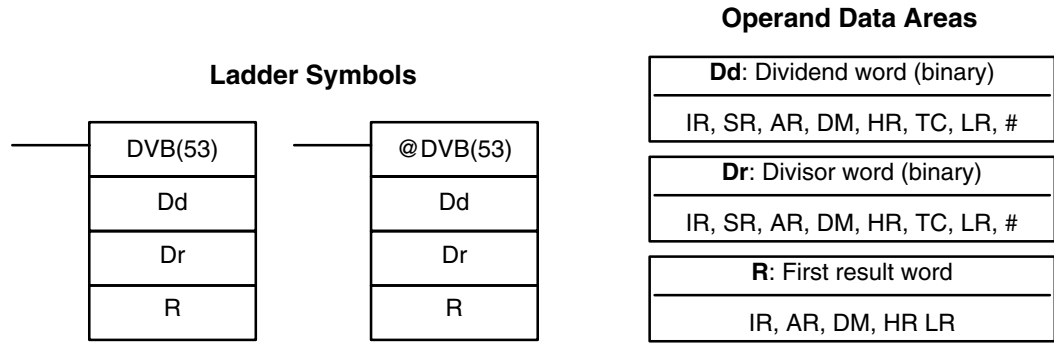 Ladder Symbols
DVB(53)
Dd
Dr
R
@DVB(53)
Dd
Dr
R
Operand Data Areas
Dd: Dividend word (binary)
IR, SR, AR, DM, HR, TC, LR, #
Dr: Divisor word (binary)
IR, SR, AR, DM, HR, TC, LR, #
R: First result word
IR, AR, DM, HR LR